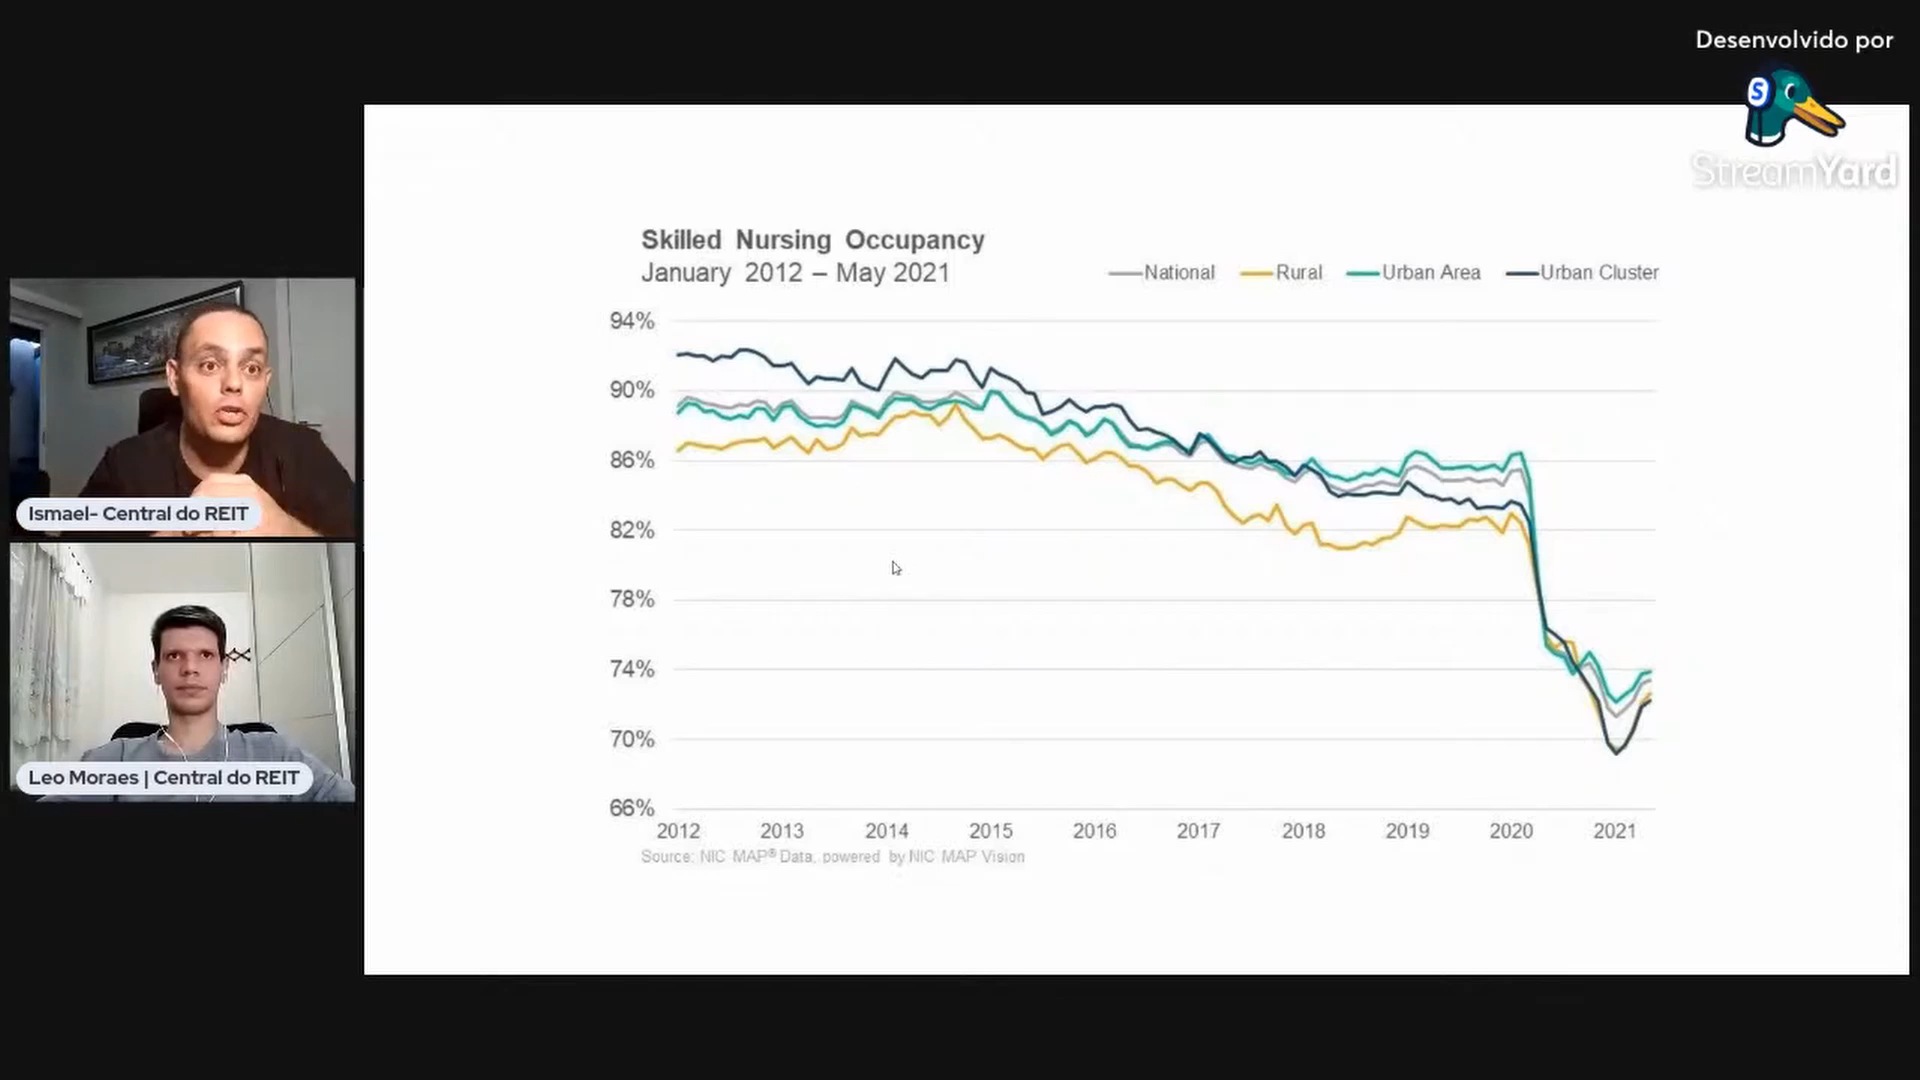 Desenvolvido por
S
StreamYard
Skilled Nursing Occupancy
January 2012 – May 2021
National Rural Urban Area Urban Cluster
94%
90%
86%
82%
78%
74%
70%
66%
2012 2013 2014 2015 2016 2017 2018 2019 2020 2021
Source: NIC MAP® Data, powered by NIC MAP Vision
Ismael- Central do REIT
Leo Moraes | Central do REIT